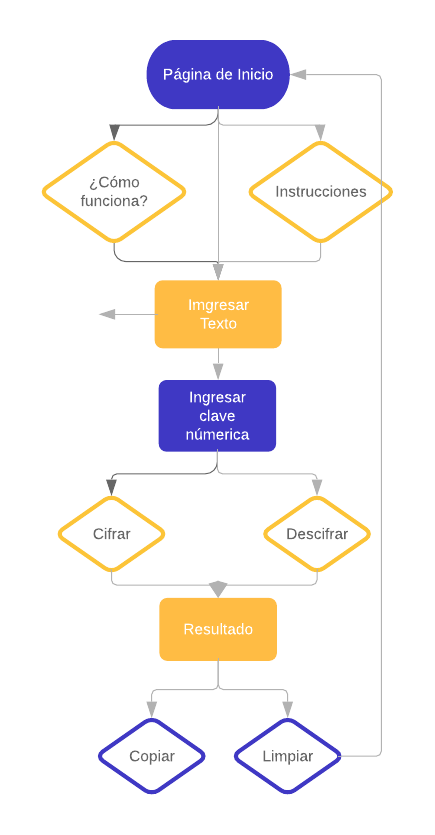 Página de Inicio
¿Cómo
funciona?
Instrucciones
Imgresar
Texto
Ingresar
clave
númerica
Cifrar
Descifrar
Resultado
Copiar
Limpiar